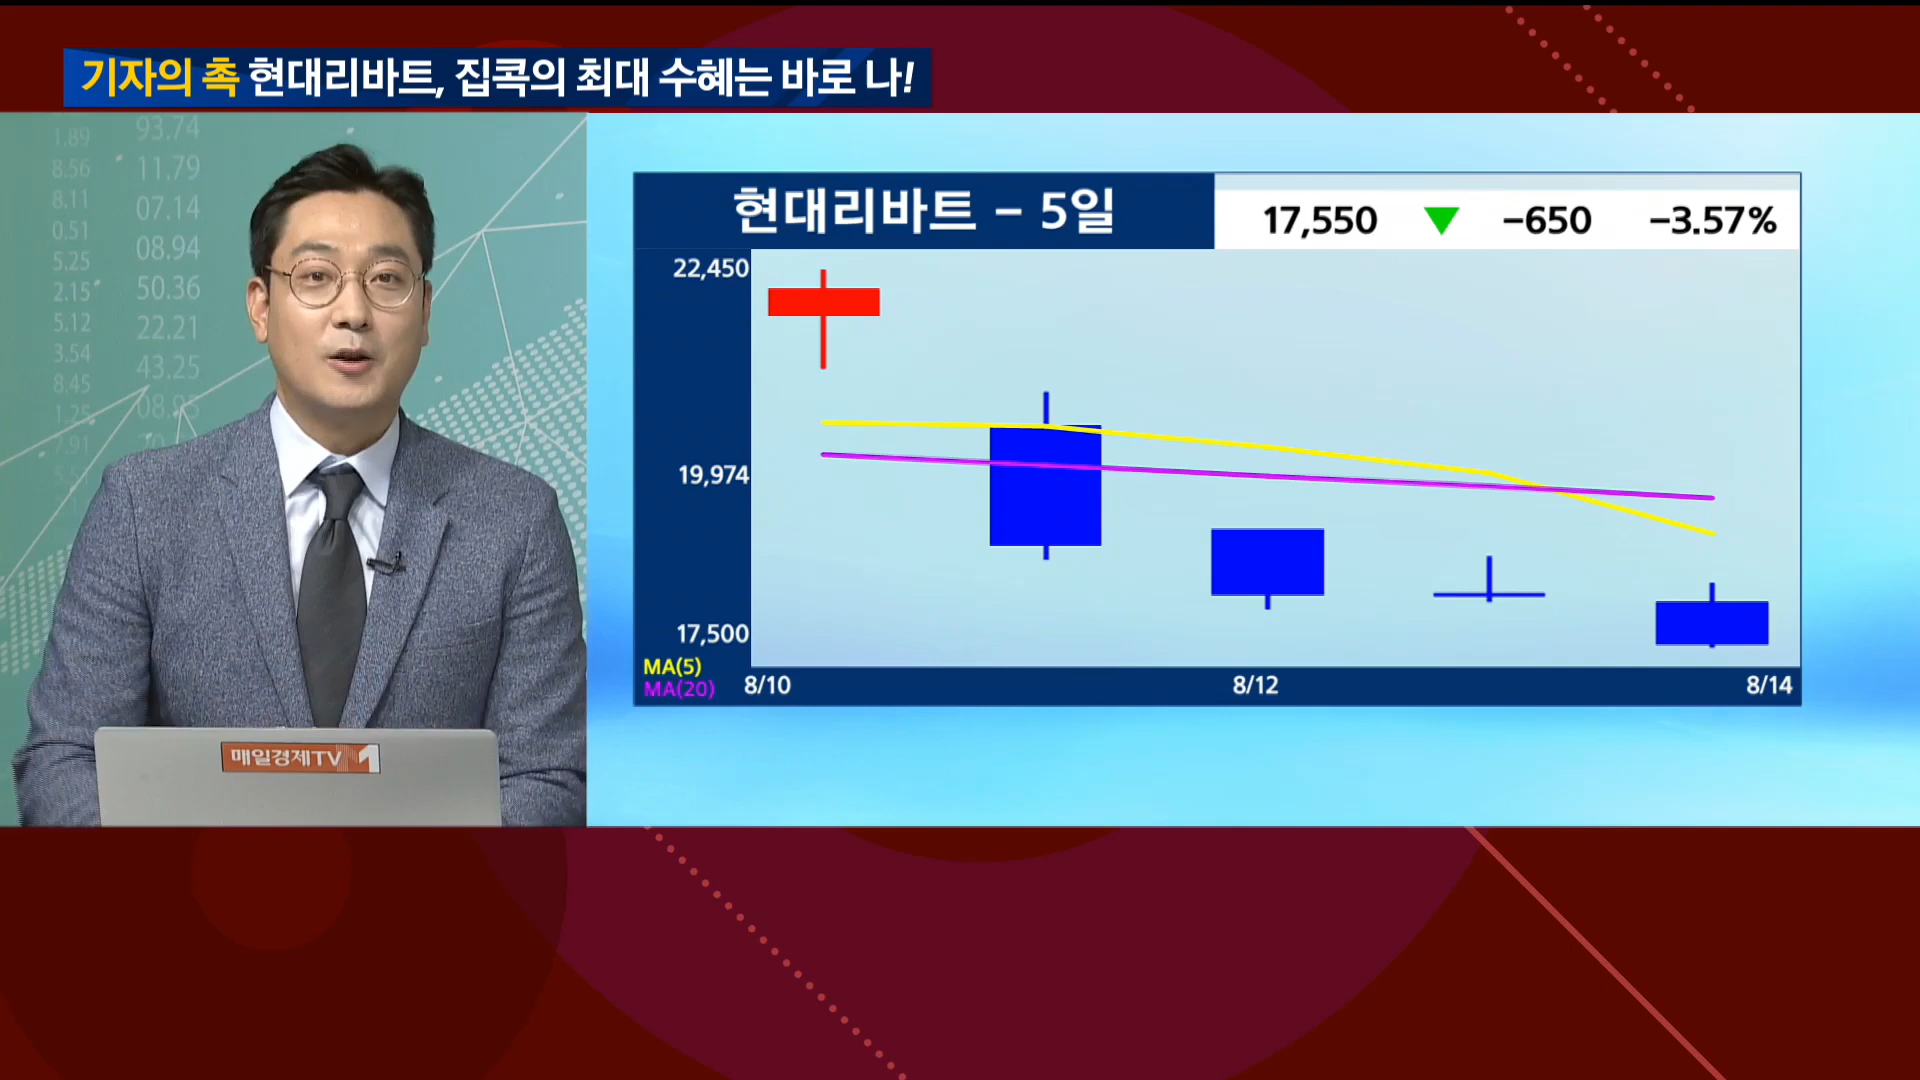 기자의 촉 현대리바트, 집콕의 최대 수혜는 바로 나!
93.74
1.89
8.56 11.79
8.11 07.14
0.51
5.25 08.94
2.15 50.36
5.12 22.21
3.54
8.45 43.25
1.25
7.91
매일경제TV
현대리바트 - 5일
17,550 ▼ -650 -3.57%
22,450
19,974
17,500
MA(5)
MA(20)
8/10 8/12 8/14